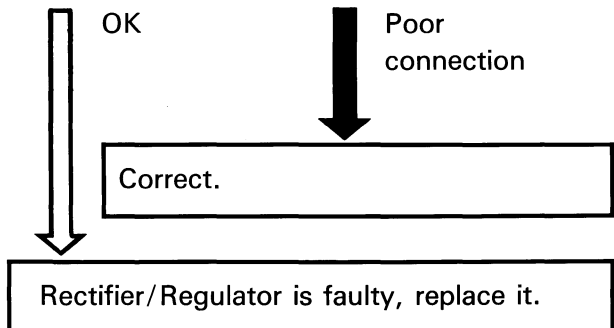 OK
Poor
connection
Correct.
Rectifier/Regulator is faulty, replace it.